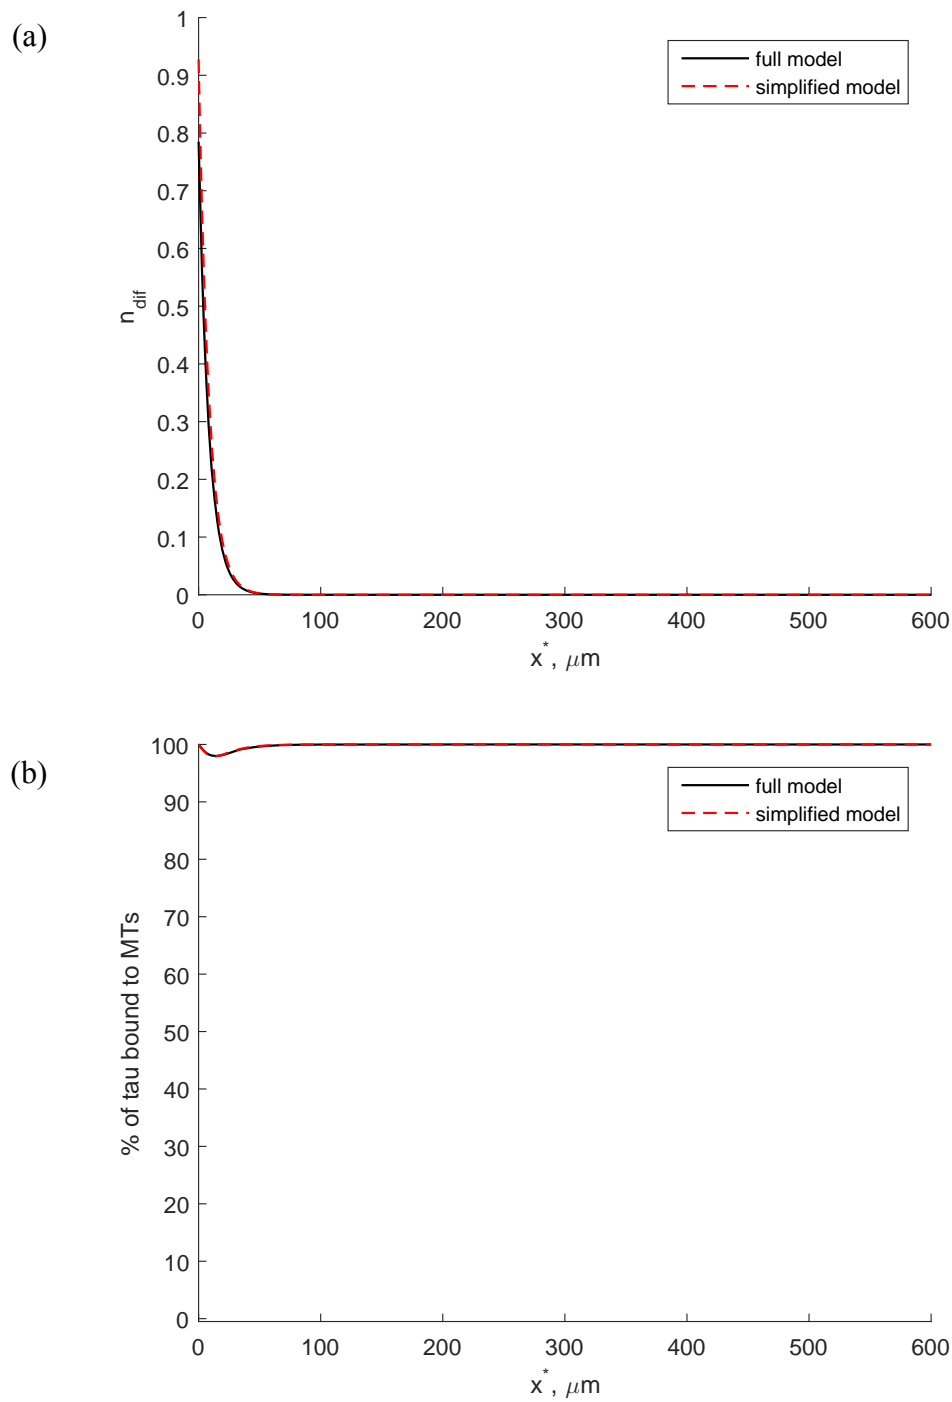 (a)
1
0.9
0.8
0.7
0.6
0.5
0.4
0.3
0.2
0.1
0
n_dif
full model
simplified model
0 100 200 300 400 500 600
x*, μm
(b)
100
90
80
70
60
50
40
30
20
10
0
% of tau bound to MTs
full model
simplified model
0 100 200 300 400 500 600
x*, μm